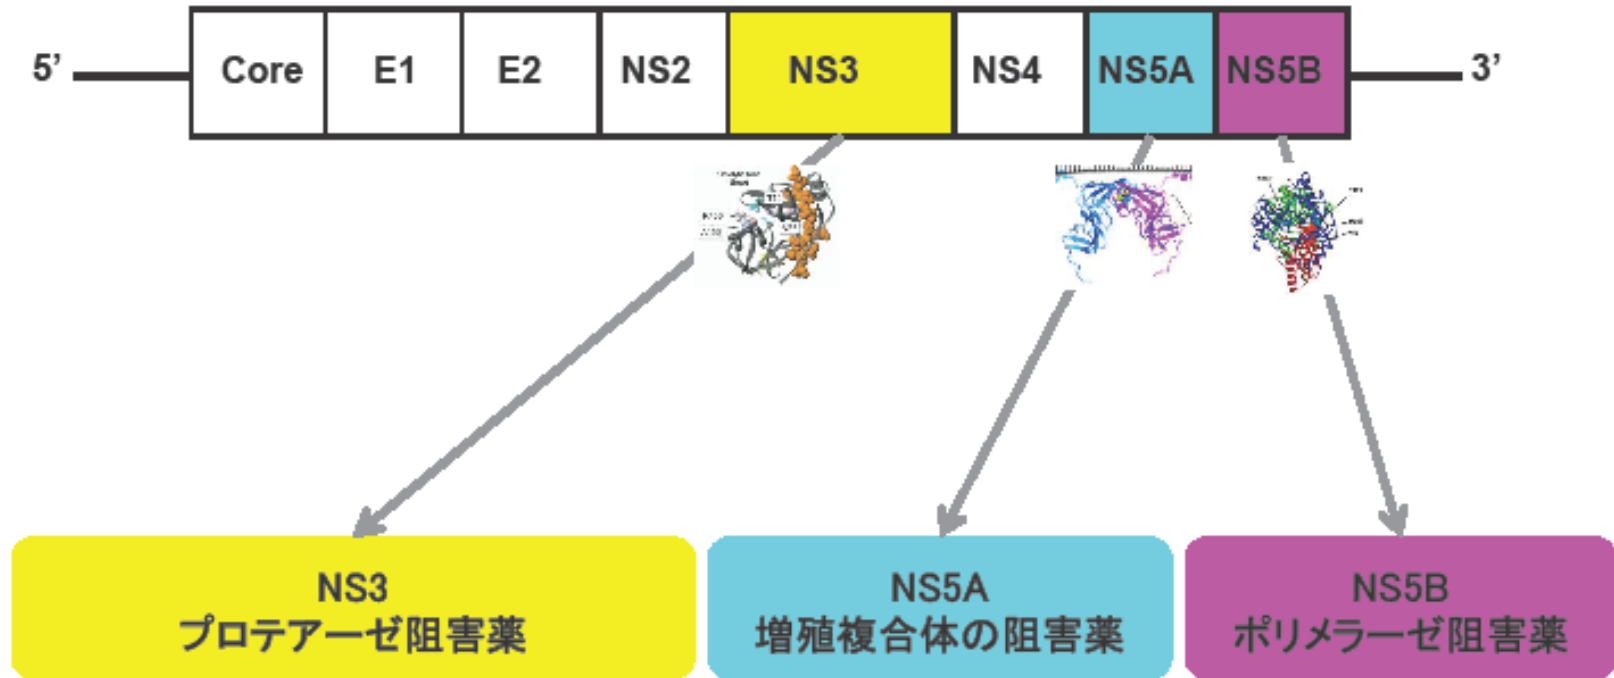 5’ Core E1 E2 NS2 NS3 NS4 NS5A NS5B 3’
NS3
プロテアーゼ阻害薬
NS5A
増殖複合体の阻害薬
NS5B
ポリメラーゼ阻害薬